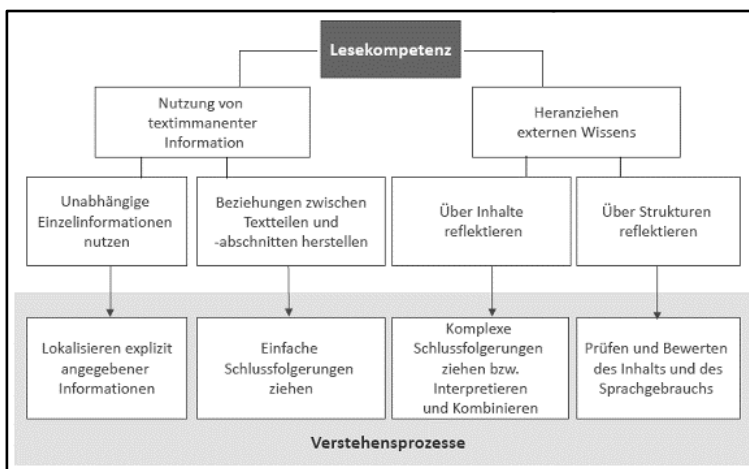 Lesekompetenz
Nutzung von
textimmanenter
Information
Heranziehen
externen Wissens
Unabhängige
Einzelinformationen
nutzen
Beziehungen zwischen
Textteilen und
-abschnitten herstellen
Über Inhalte
reflektieren
Über Strukturen
reflektieren
Lokalisieren explizit
angegebener
Informationen
Einfache
Schlussfolgerungen
ziehen
Komplexe
Schlussfolgerungen
ziehen bzw.
Interpretieren
und Kombinieren
Prüfen und Bewerten
des Inhalts und des
Sprachgebrauchs
Verstehensprozesse